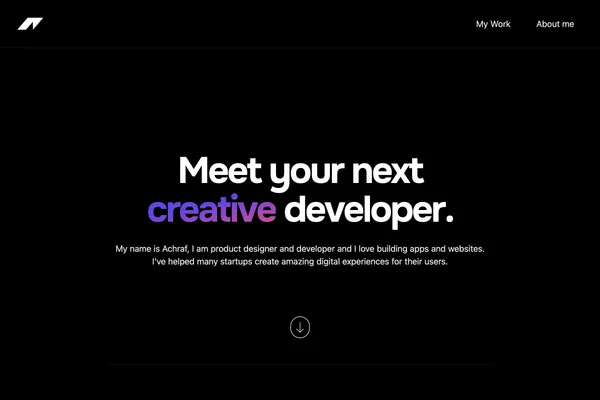 My Work
About me
Meet your next
creative developer.
My name is Achraf, I am product designer and developer and I love building apps and websites.
I've helped many startups create amazing digital experiences for their users.